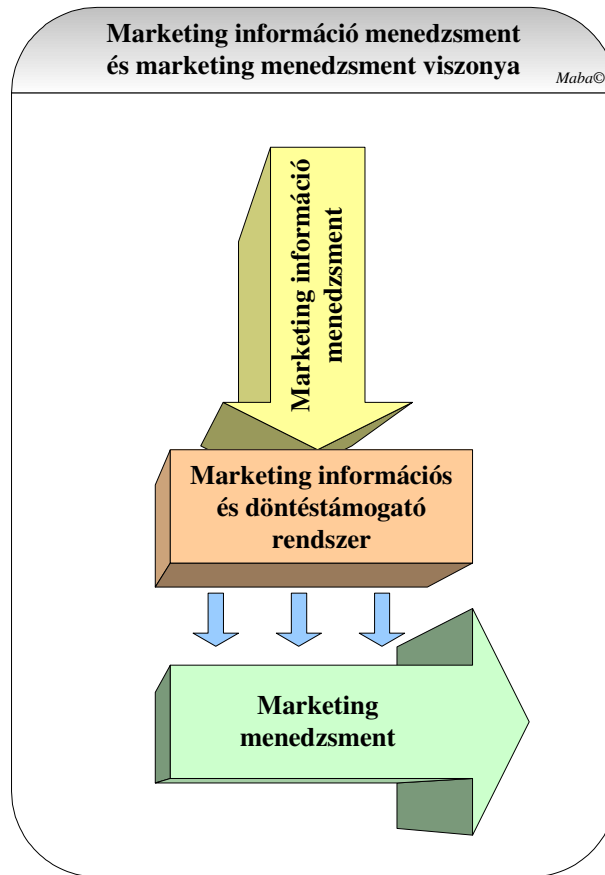 Marketing információ menedzsment
és marketing menedzsment viszonya
Maba©
Marketing információ
menedzsment
Marketing információs
és döntéstámogató
rendszer
Marketing
menedzsment